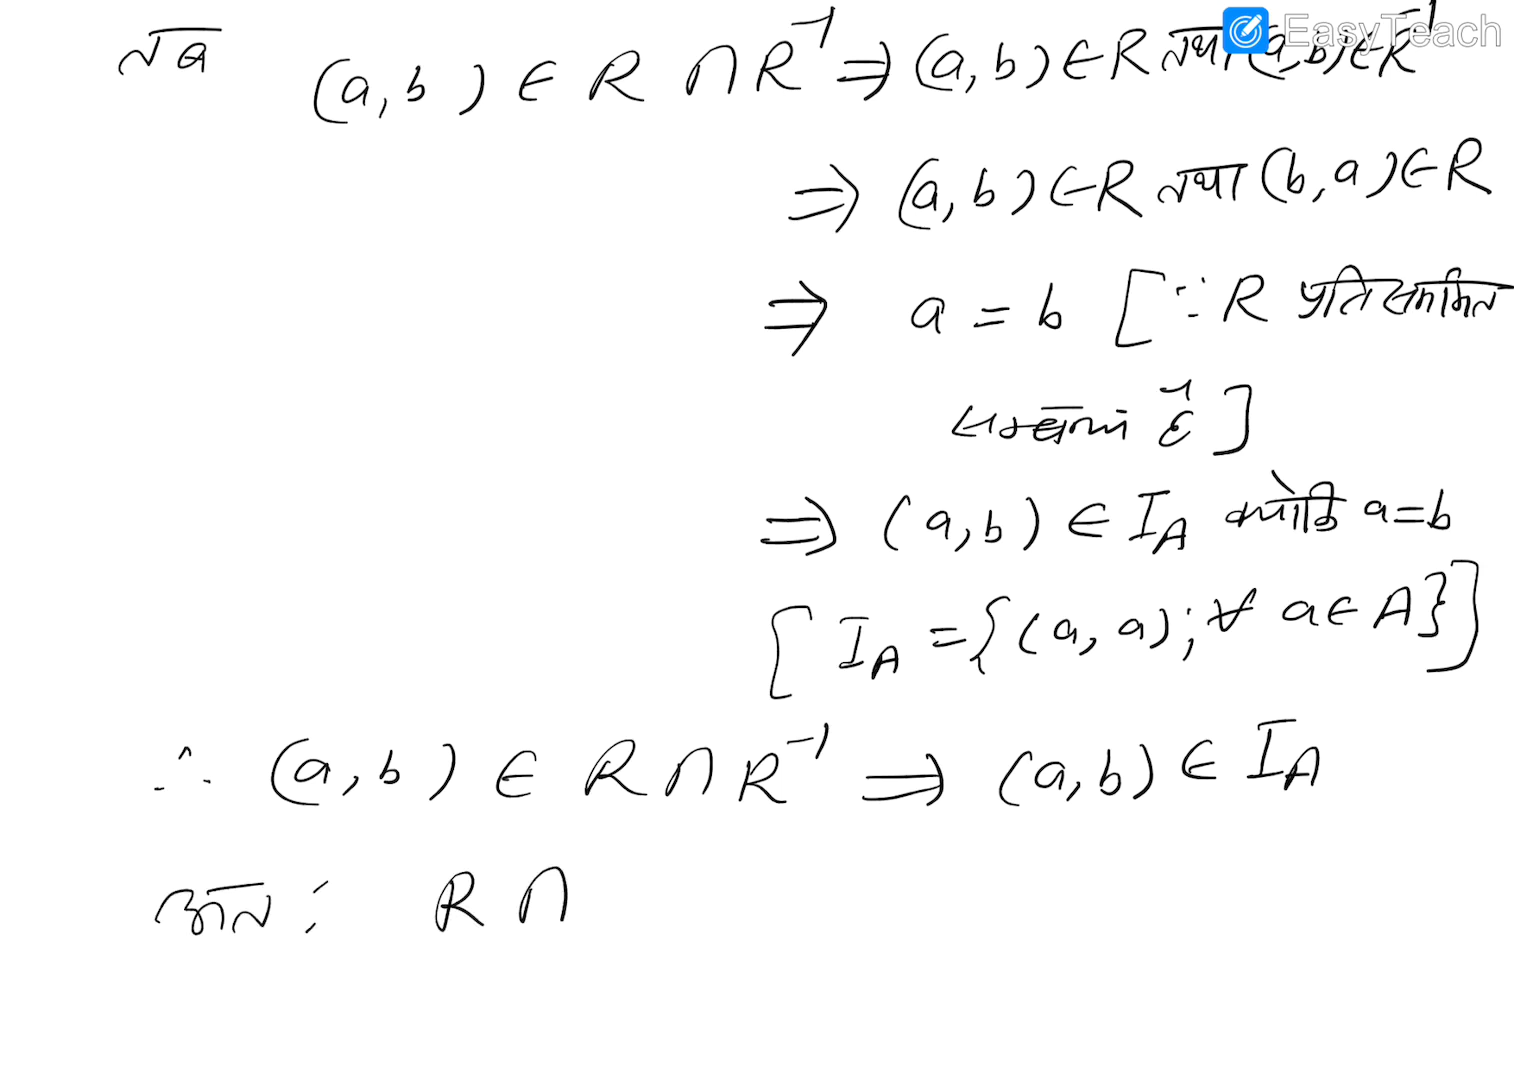 EasyTeach
तब (a, b) ∈ R ∩ R⁻¹ ⇒ (a, b) ∈ R तथा (a, b) ∈ R⁻¹
⇒ (a, b) ∈ R तथा (b, a) ∈ R
⇒ a = b [∵ R प्रतिसममित
सम्बन्ध है]
⇒ (a, b) ∈ I_A क्योंकि a = b
[I_A = {(a, a); ∀ a ∈ A}]
∴ (a, b) ∈ R ∩ R⁻¹ ⇒ (a, b) ∈ I_A
अतः R ∩